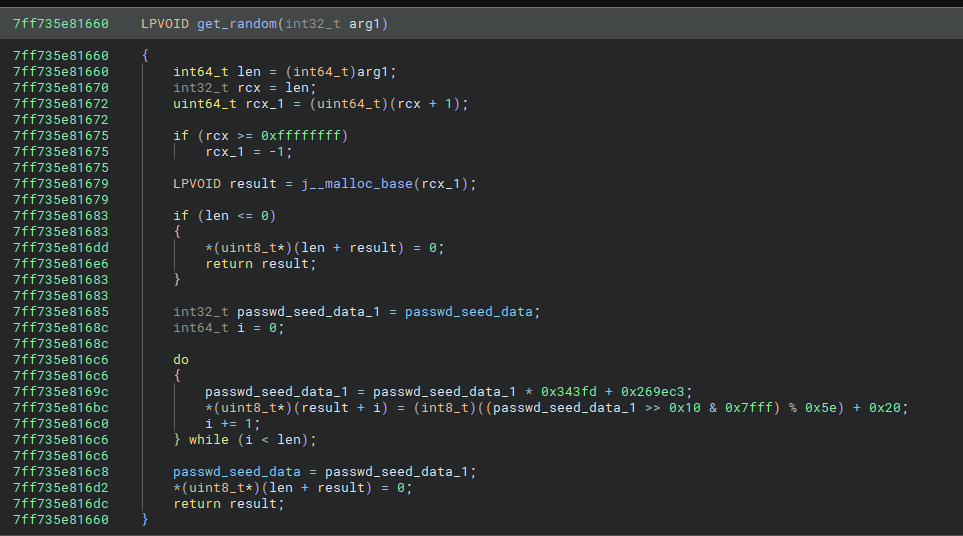 7ff735e81660    LPVOID get_random(int32_t arg1)
7ff735e81660    {
7ff735e81660        int64_t len = (int64_t)arg1;
7ff735e81670        int32_t rcx = len;
7ff735e81672        uint64_t rcx_1 = (uint64_t)(rcx + 1);
7ff735e81672
7ff735e81675        if (rcx >= 0xffffffff)
7ff735e81675            rcx_1 = -1;
7ff735e81675
7ff735e81679        LPVOID result = j__malloc_base(rcx_1);
7ff735e81679
7ff735e81683        if (len <= 0)
7ff735e81683        {
7ff735e816dd            *(uint8_t*)(len + result) = 0;
7ff735e816e6            return result;
7ff735e81683        }
7ff735e81683
7ff735e81685        int32_t passwd_seed_data_1 = passwd_seed_data;
7ff735e8168c        int64_t i = 0;
7ff735e8168c
7ff735e816c6        do
7ff735e816c6        {
7ff735e8169c            passwd_seed_data_1 = passwd_seed_data_1 * 0x343fd + 0x269ec3;
7ff735e816bc            *(uint8_t*)(result + i) = (int8_t)((passwd_seed_data_1 >> 0x10 & 0x7fff) % 0x5e) + 0x20;
7ff735e816c0            i += 1;
7ff735e816c6        } while (i < len);
7ff735e816c6
7ff735e816c8        passwd_seed_data = passwd_seed_data_1;
7ff735e816d2        *(uint8_t*)(len + result) = 0;
7ff735e816dc        return result;
7ff735e81660    }